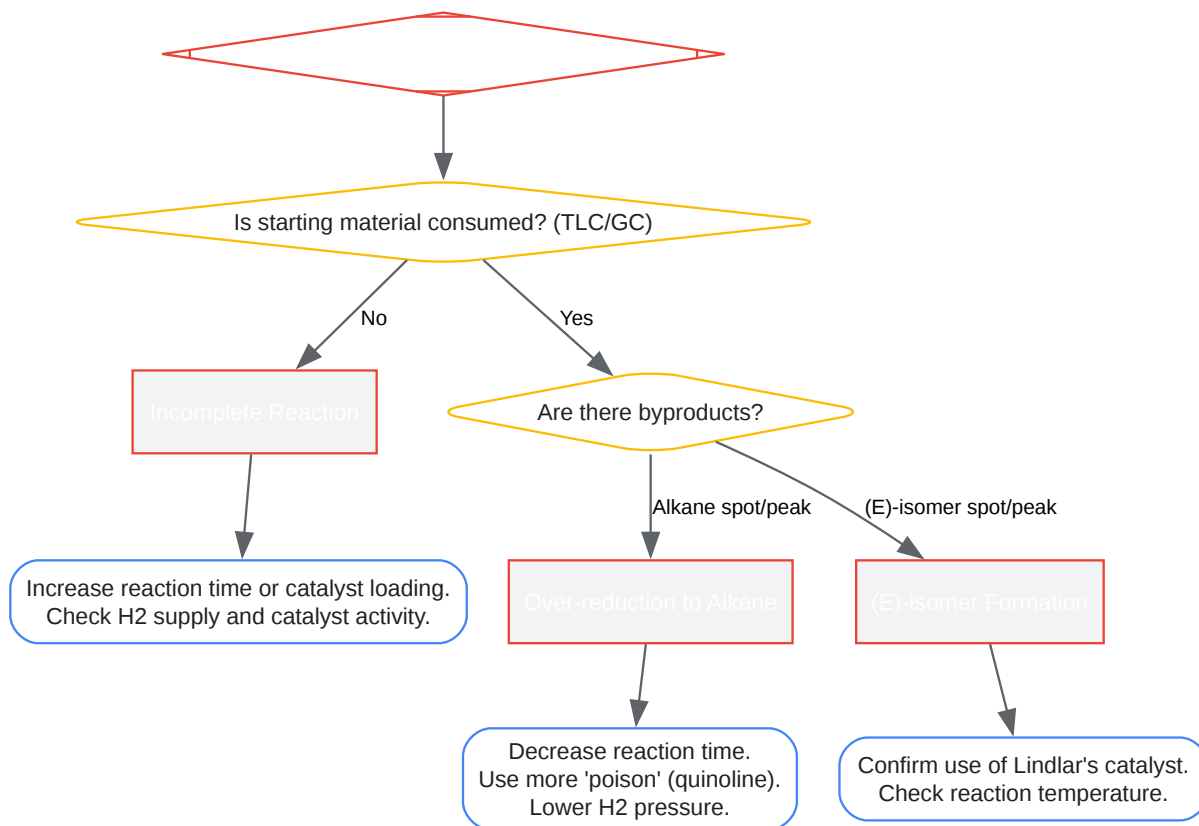 Is starting material consumed? (TLC/GC)
No
Yes
Incomplete Reaction
Are there byproducts?
Alkane spot/peak
(E)-isomer spot/peak
Increase reaction time or catalyst loading.
Check H2 supply and catalyst activity.
Over-reduction to Alkane
(E)-isomer Formation
Decrease reaction time.
Use more 'poison' (quinoline).
Lower H2 pressure.
Confirm use of Lindlar's catalyst.
Check reaction temperature.